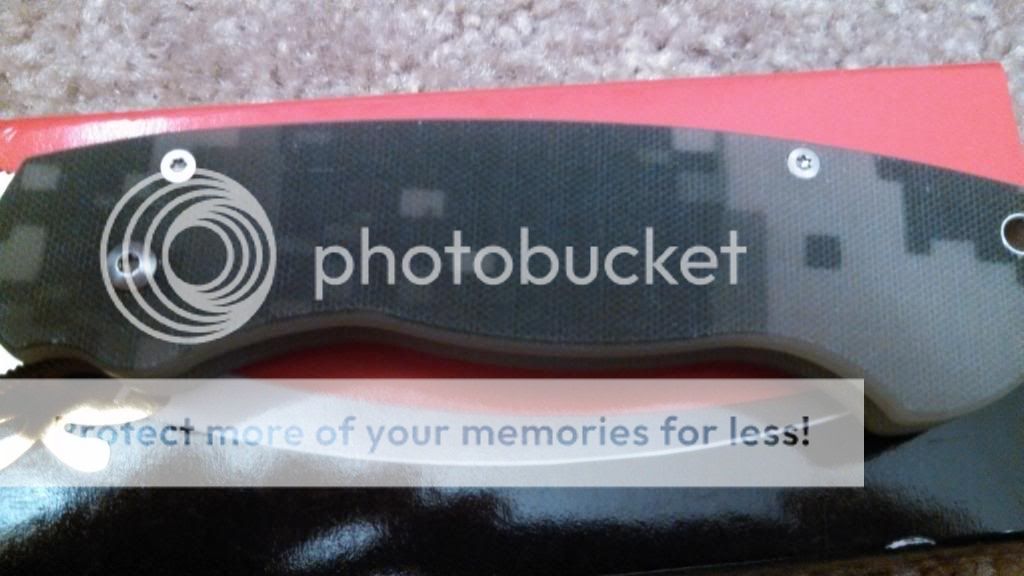 photobucket
Protect more of your memories for less!